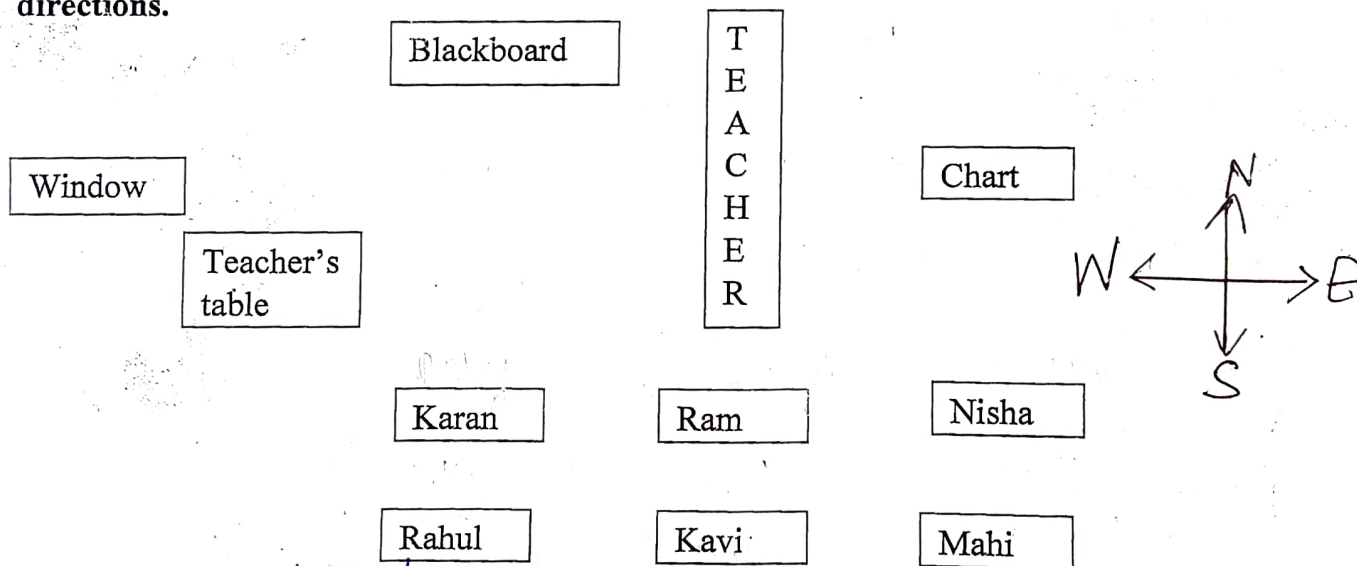 directions.
Blackboard
T
E
A
C
H
E
R
Window
Chart
N
Teacher's
table
W
E
S
Karan
Ram
Nisha
Rahul
Kavi
Mahi